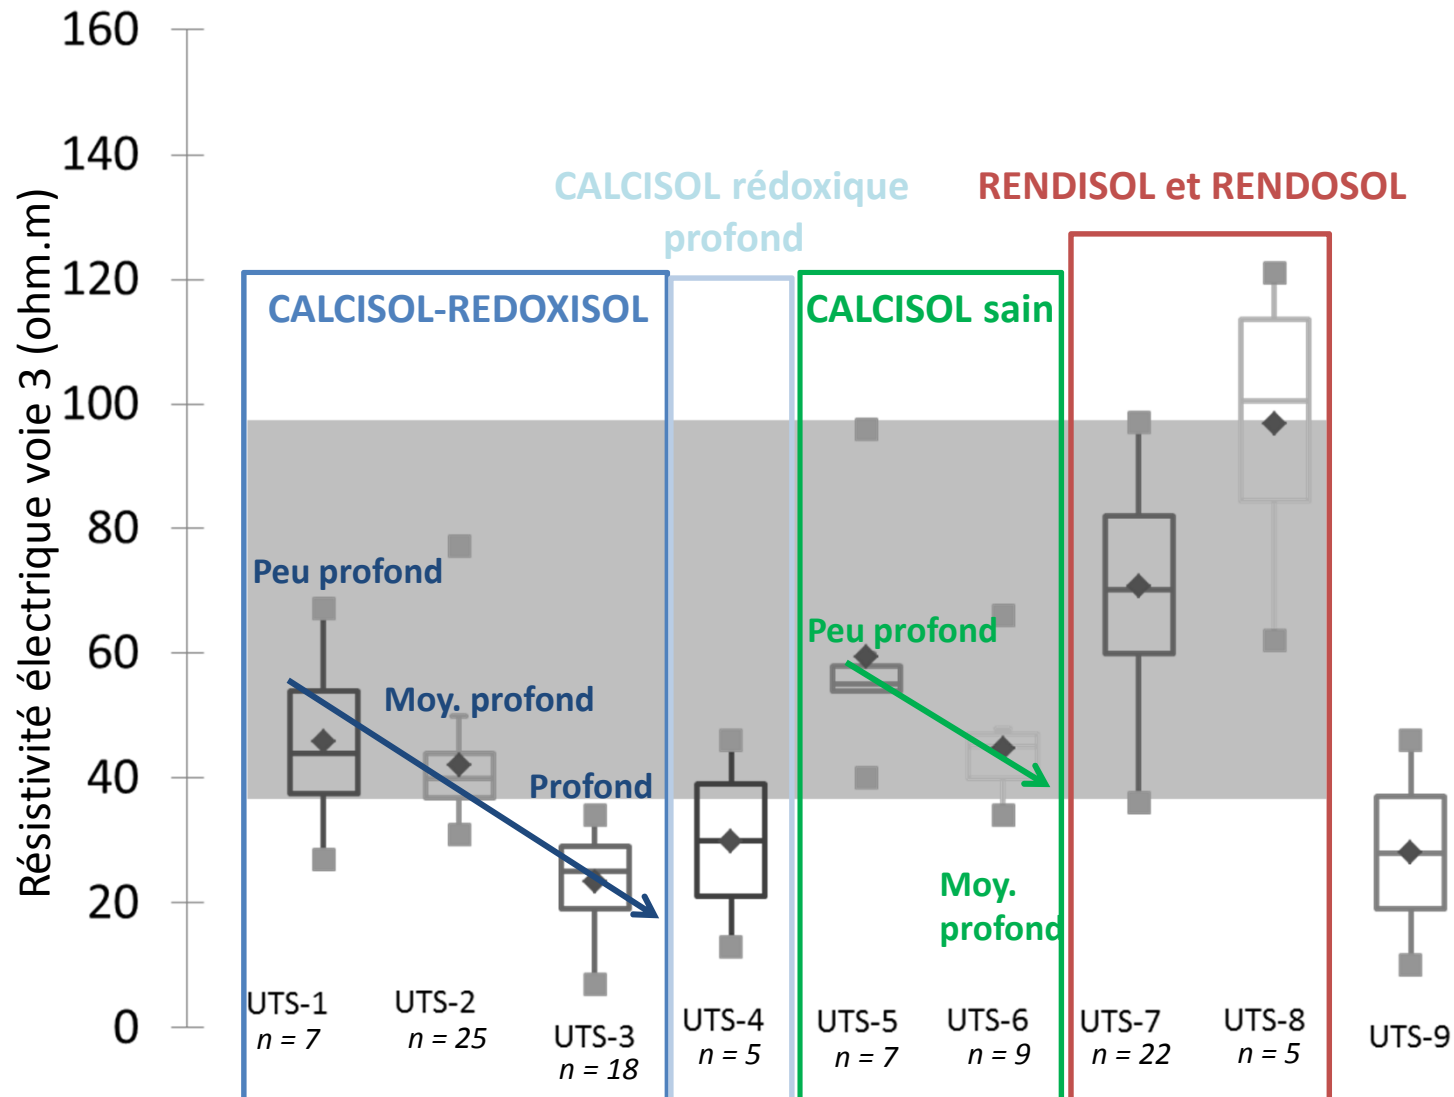 Résistivité électrique voie 3 (ohm.m)
160
140
120
100
80
60
40
20
0
CALCISOL-REDOXISOL
CALCISOL rédoxique
profond
CALCISOL sain
RENDISOL et RENDOSOL
Peu profond
Moy. profond
Profond
Peu profond
Moy.
profond
UTS-1
n = 7
UTS-2
n = 25
UTS-3
n = 18
UTS-4
n = 5
UTS-5
n = 7
UTS-6
n = 9
UTS-7
n = 22
UTS-8
n = 5
UTS-9